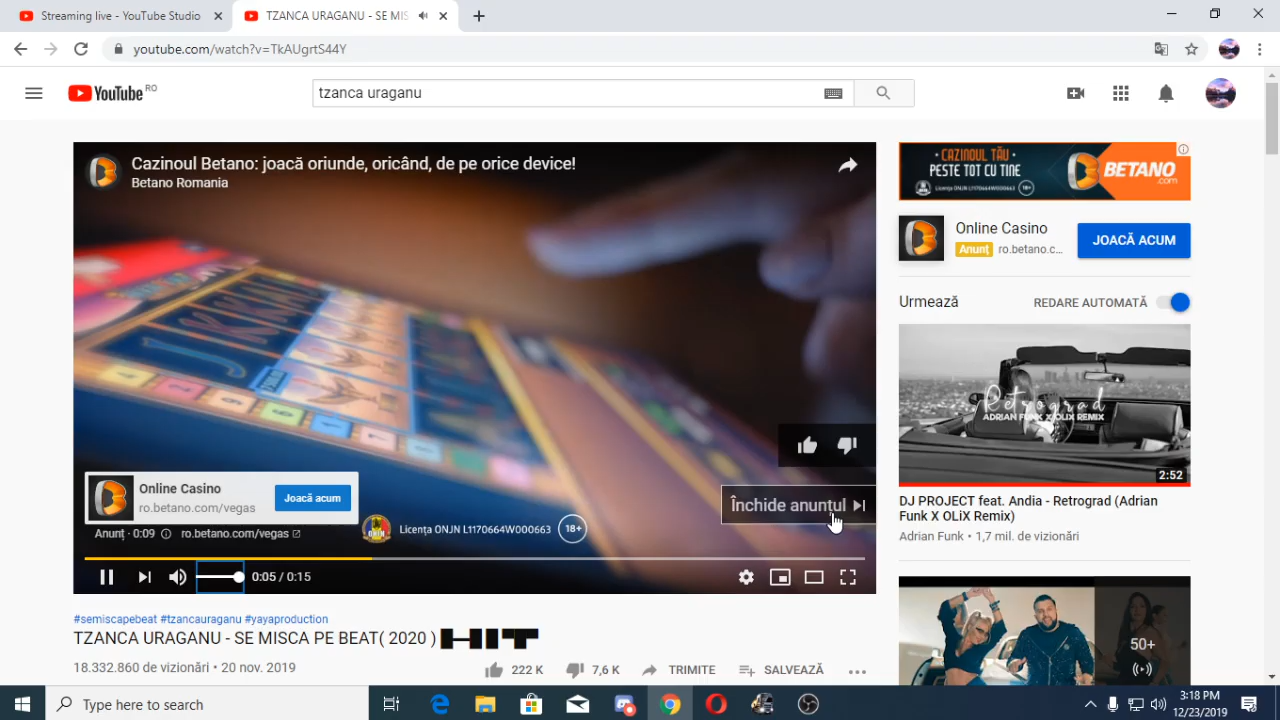 Streaming live - YouTube Studio
TZANCA URAGANU - SE MIS
youtube.com/watch?v=TkAUgrtS44Y
YouTube RO
tzanca uraganu
Cazinoul Betano: joacă oriunde, oricând, de pe orice device!
Betano Romania
Online Casino
ro.betano.com/vegas
Joacă acum
Închide anunțul
Anunț · 0:09
ro.betano.com/vegas
Licența ONJN L1170664W000663
18+
0:05 / 0:15
#semiscapebeat #tzancauraganu #yayaproduction
TZANCA URAGANU - SE MISCA PE BEAT( 2020 )
18.332.860 de vizionări • 20 nov. 2019
222 K
7,6 K
TRIMITE
SALVEAZĂ
• CAZINOUL TĂU •
PESTE TOT CU TINE
Licența ONJN L1170664W000663
18+
BETANO.com
Online Casino
Anunț ro.betano.c...
JOACĂ ACUM
Urmează
REDARE AUTOMATĂ
Retrograd
ADRIAN FUNK X OLIX REMIX
2:52
DJ PROJECT feat. Andia - Retrograd (Adrian
Funk X OLiX Remix)
Adrian Funk • 1,7 mil. de vizionări
50+
Type here to search
3:18 PM
12/23/2019